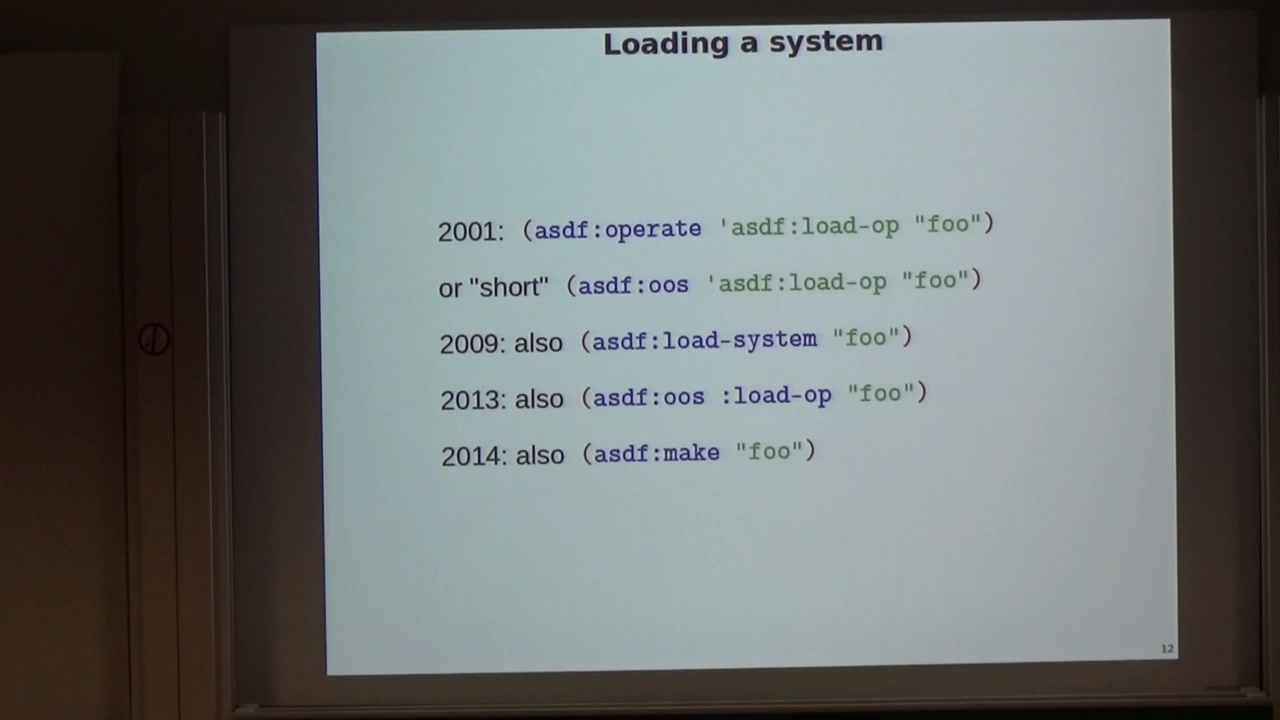 Loading a system
2001: (asdf:operate 'asdf:load-op "foo")
or "short" (asdf:oos 'asdf:load-op "foo")
2009: also (asdf:load-system "foo")
2013: also (asdf:oos :load-op "foo")
2014: also (asdf:make "foo")
12